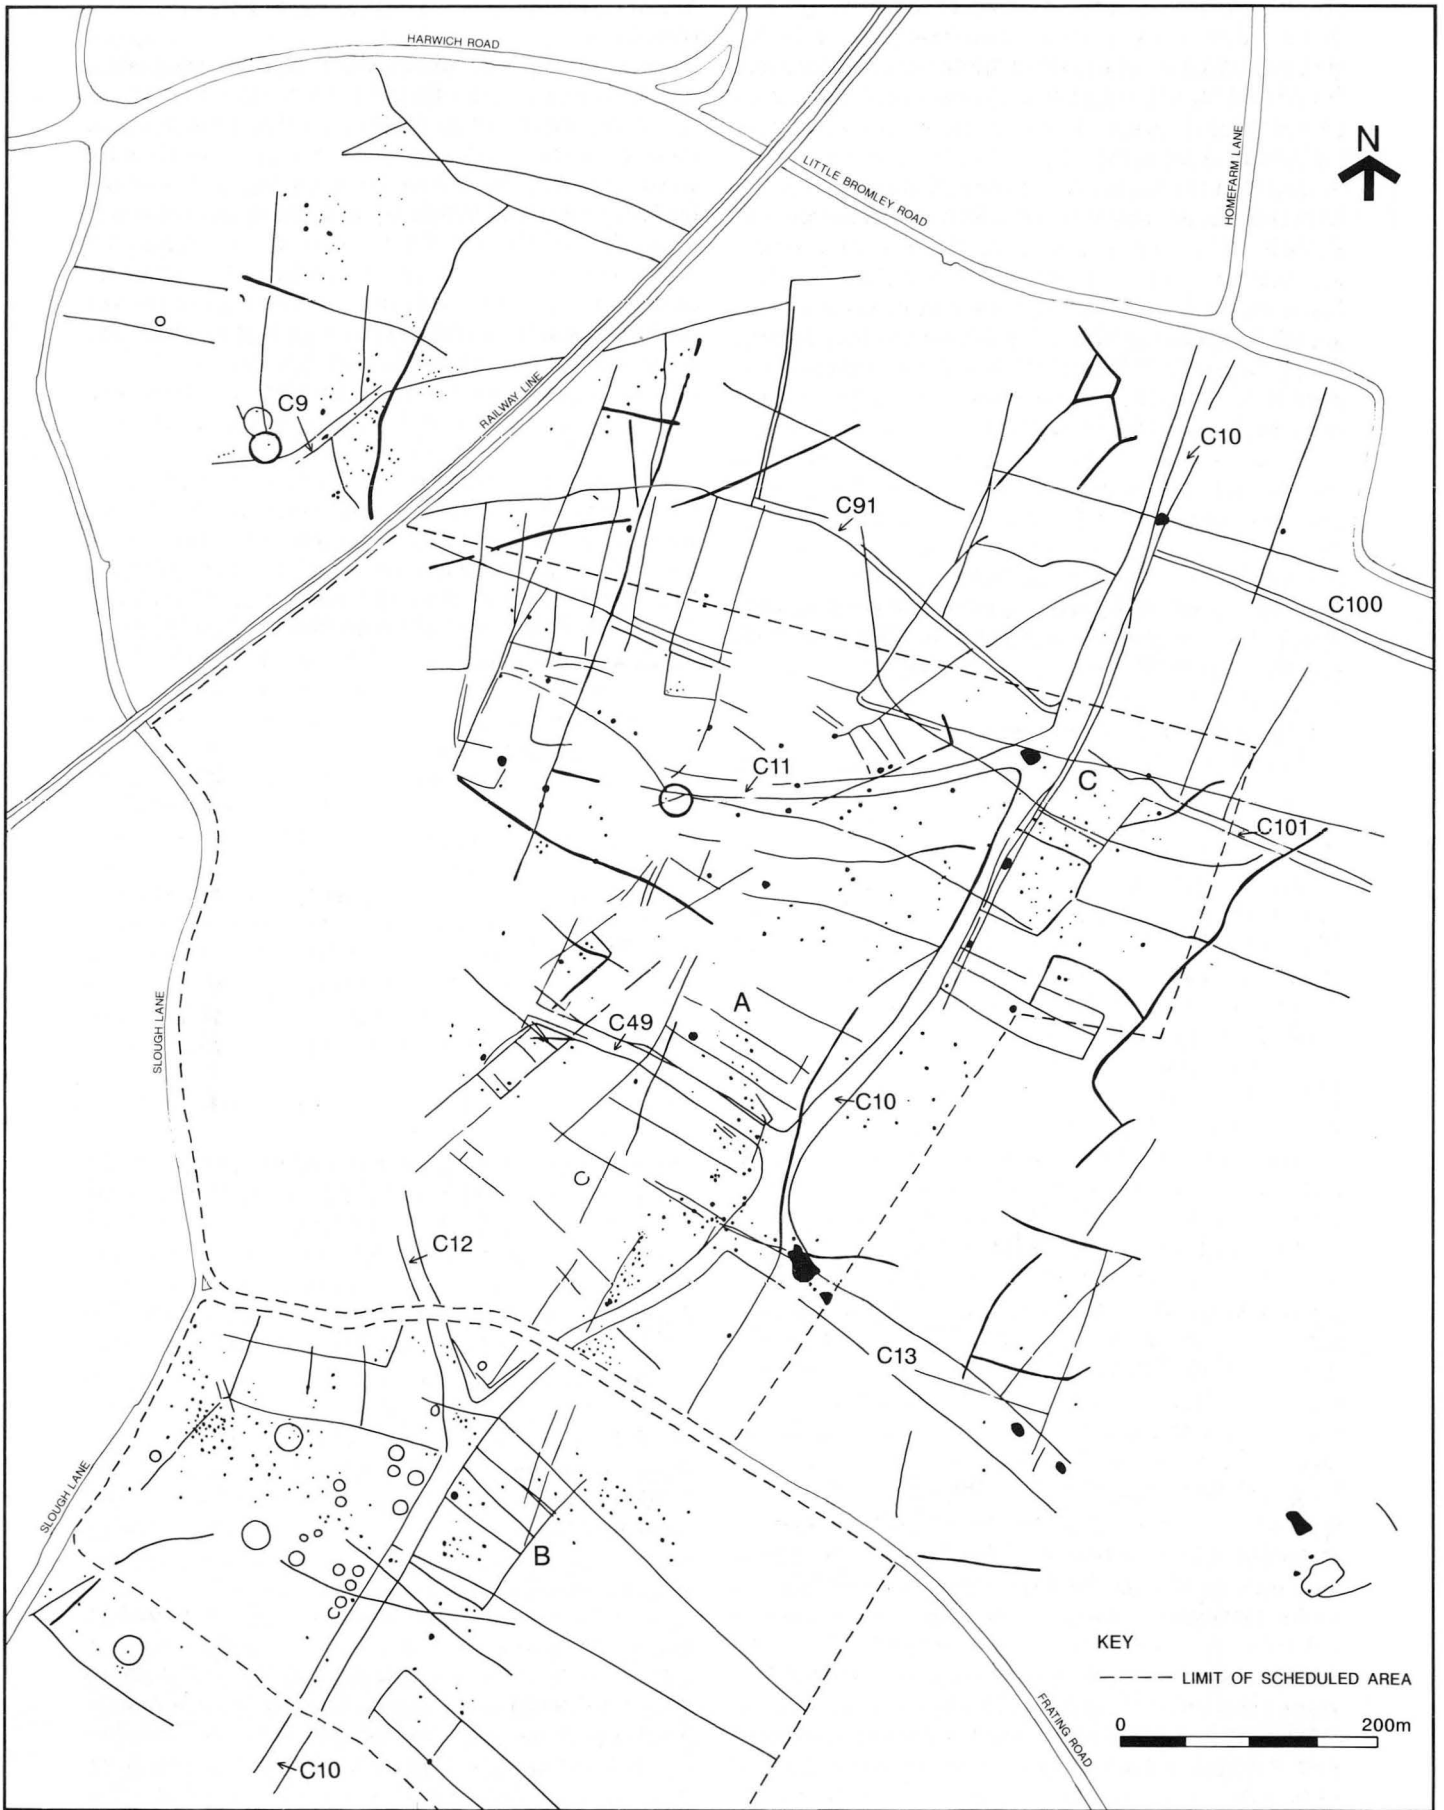 HARWICH ROAD
N
LITTLE BROMLEY ROAD
HOMEFARM LANE
C9
RAILWAY LINE
C10
C91
C100
C11
C
C101
A
C49
SLOUGH LANE
C10
C12
C13
SLOUGH LANE
B
KEY
LIMIT OF SCHEDULED AREA
FRATING ROAD
0 200m
C10